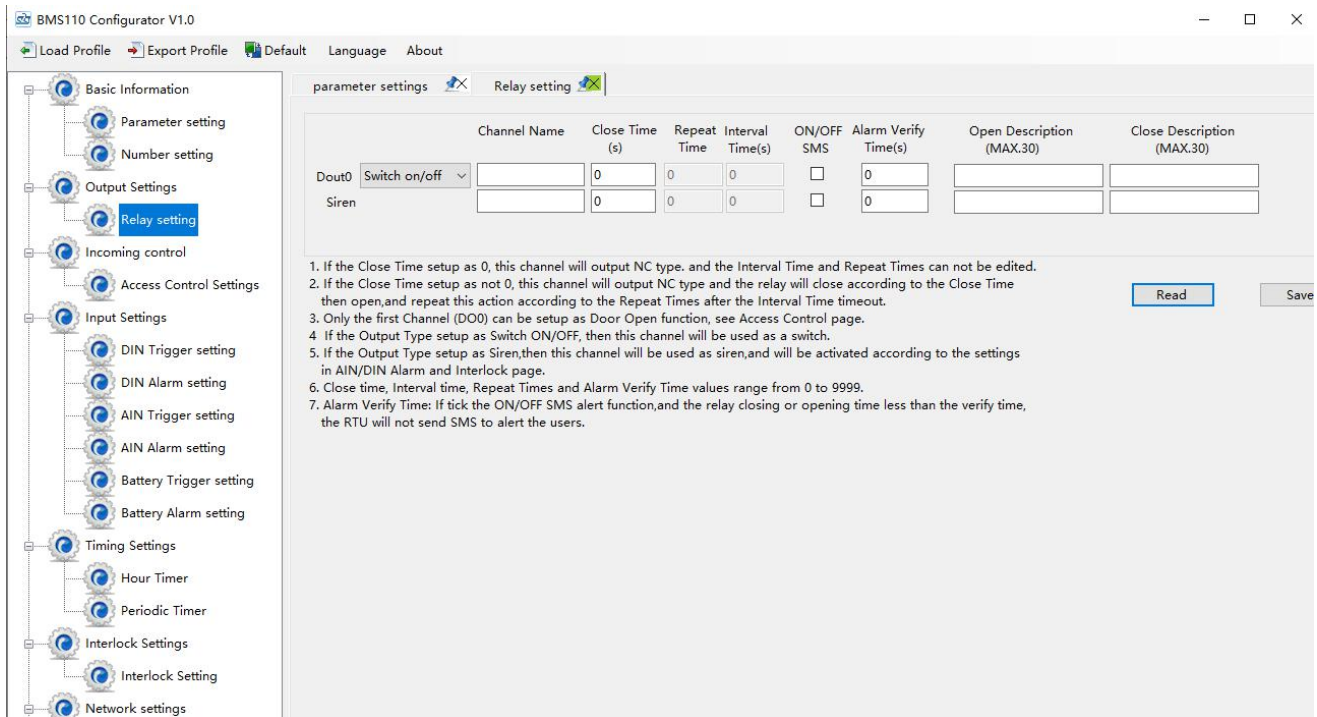 BMS110 Configurator V1.0
Load Profile Export Profile Default Language About
Basic Information
Parameter setting
Number setting
Output Settings
Relay setting
Incoming control
Access Control Settings
Input Settings
DIN Trigger setting
DIN Alarm setting
AIN Trigger setting
AIN Alarm setting
Battery Trigger setting
Battery Alarm setting
Timing Settings
Hour Timer
Periodic Timer
Interlock Settings
Interlock Setting
Network settings
parameter settings Relay setting
Channel Name Close Time (s) Repeat Time Interval Time(s) ON/OFF SMS Alarm Verify Time(s) Open Description (MAX.30) Close Description (MAX.30)
Dout0 Switch on/off 0 0 0 0
Siren 0 0 0 0
1. If the Close Time setup as 0, this channel will output NC type. and the Interval Time and Repeat Times can not be edited.
2. If the Close Time setup as not 0, this channel will output NC type and the relay will close according to the Close Time
then open,and repeat this action according to the Repeat Times after the Interval Time timeout.
3. Only the first Channel (DO0) can be setup as Door Open function, see Access Control page.
4 If the Output Type setup as Switch ON/OFF, then this channel will be used as a switch.
5. If the Output Type setup as Siren,then this channel will be used as siren,and will be activated according to the settings
in AIN/DIN Alarm and Interlock page.
6. Close time, Interval time, Repeat Times and Alarm Verify Time values range from 0 to 9999.
7. Alarm Verify Time: If tick the ON/OFF SMS alert function,and the relay closing or opening time less than the verify time,
the RTU will not send SMS to alert the users.
Read Save